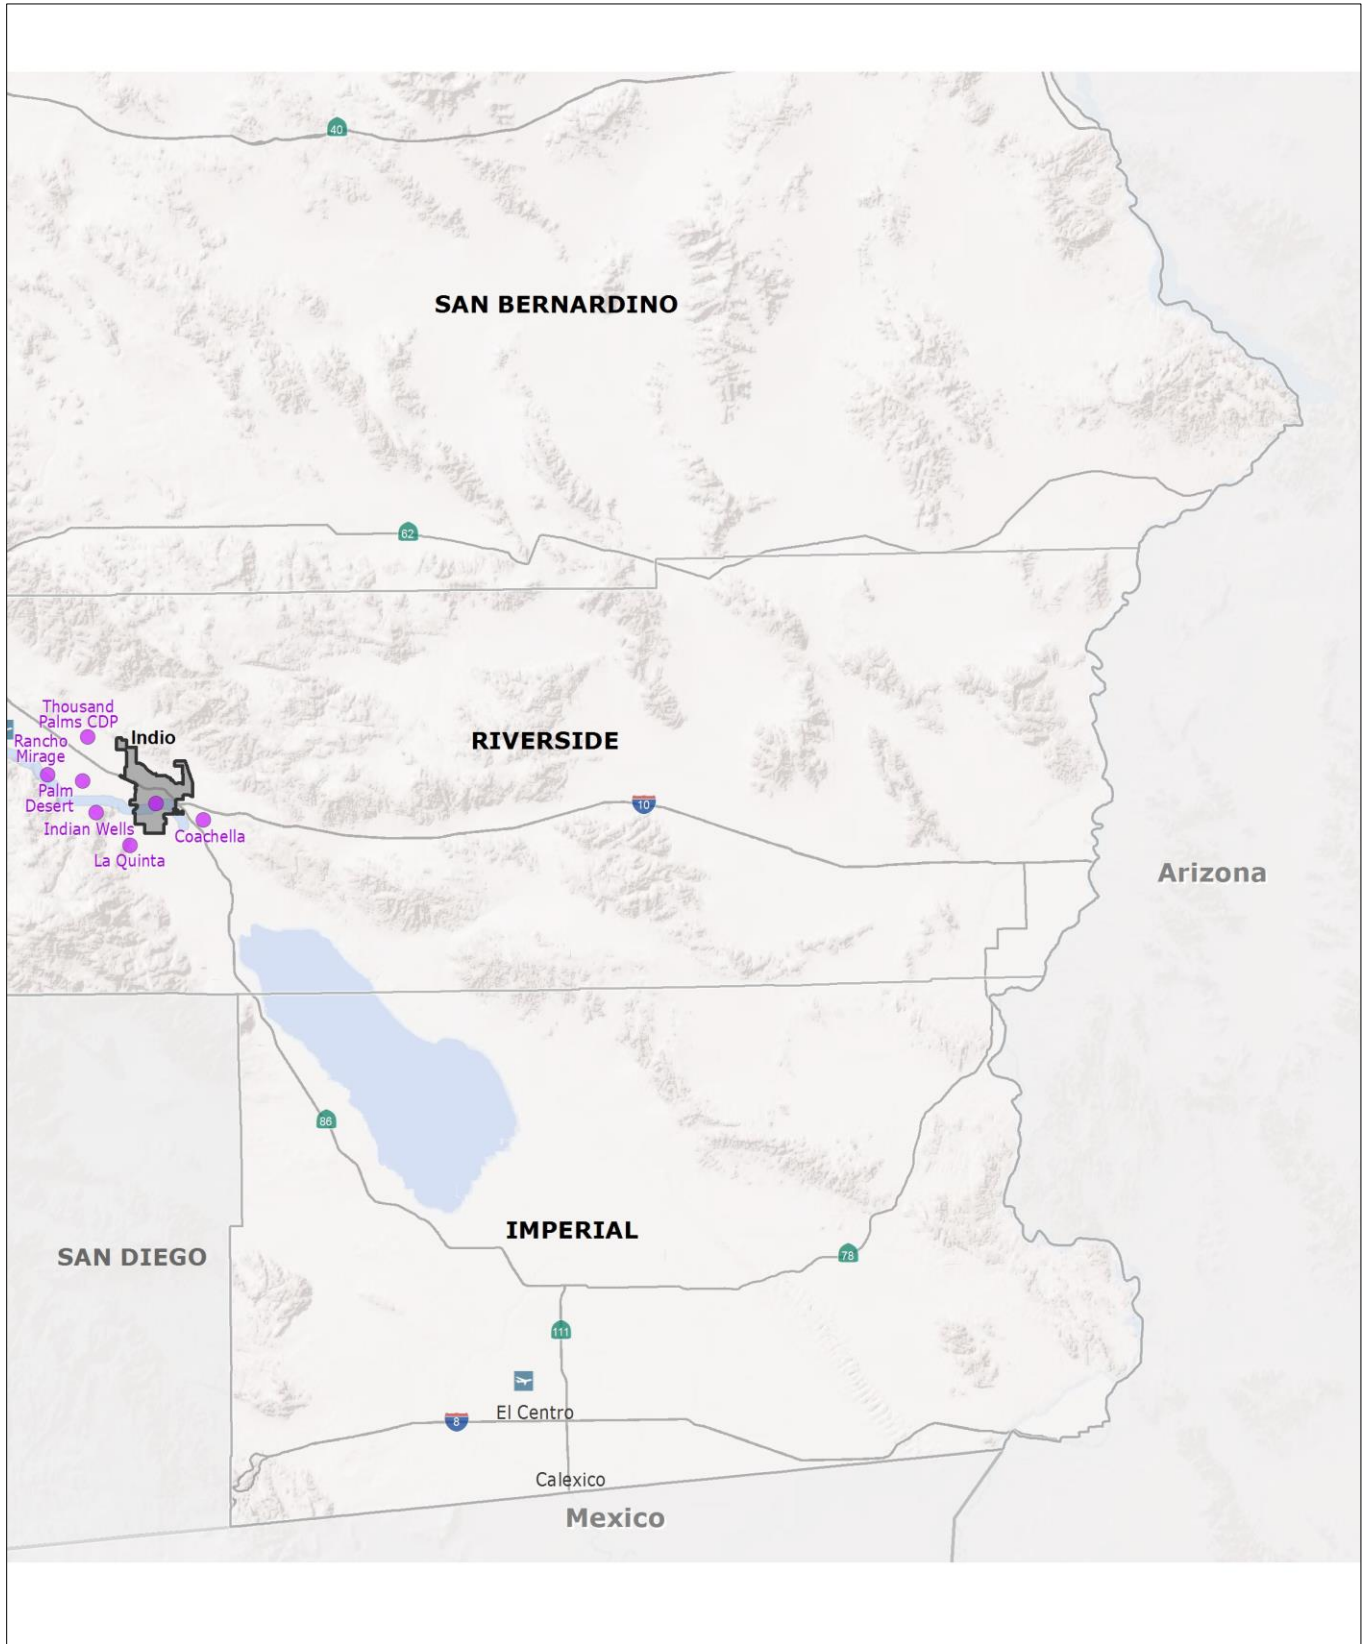 40
SAN BERNARDINO
62
Thousand
Palms CDP
Indio
Rancho
Mirage
RIVERSIDE
Palm
Desert
10
Indian Wells
Coachella
La Quinta
Arizona
86
IMPERIAL
SAN DIEGO
78
111
El Centro
8
Calexico
Mexico